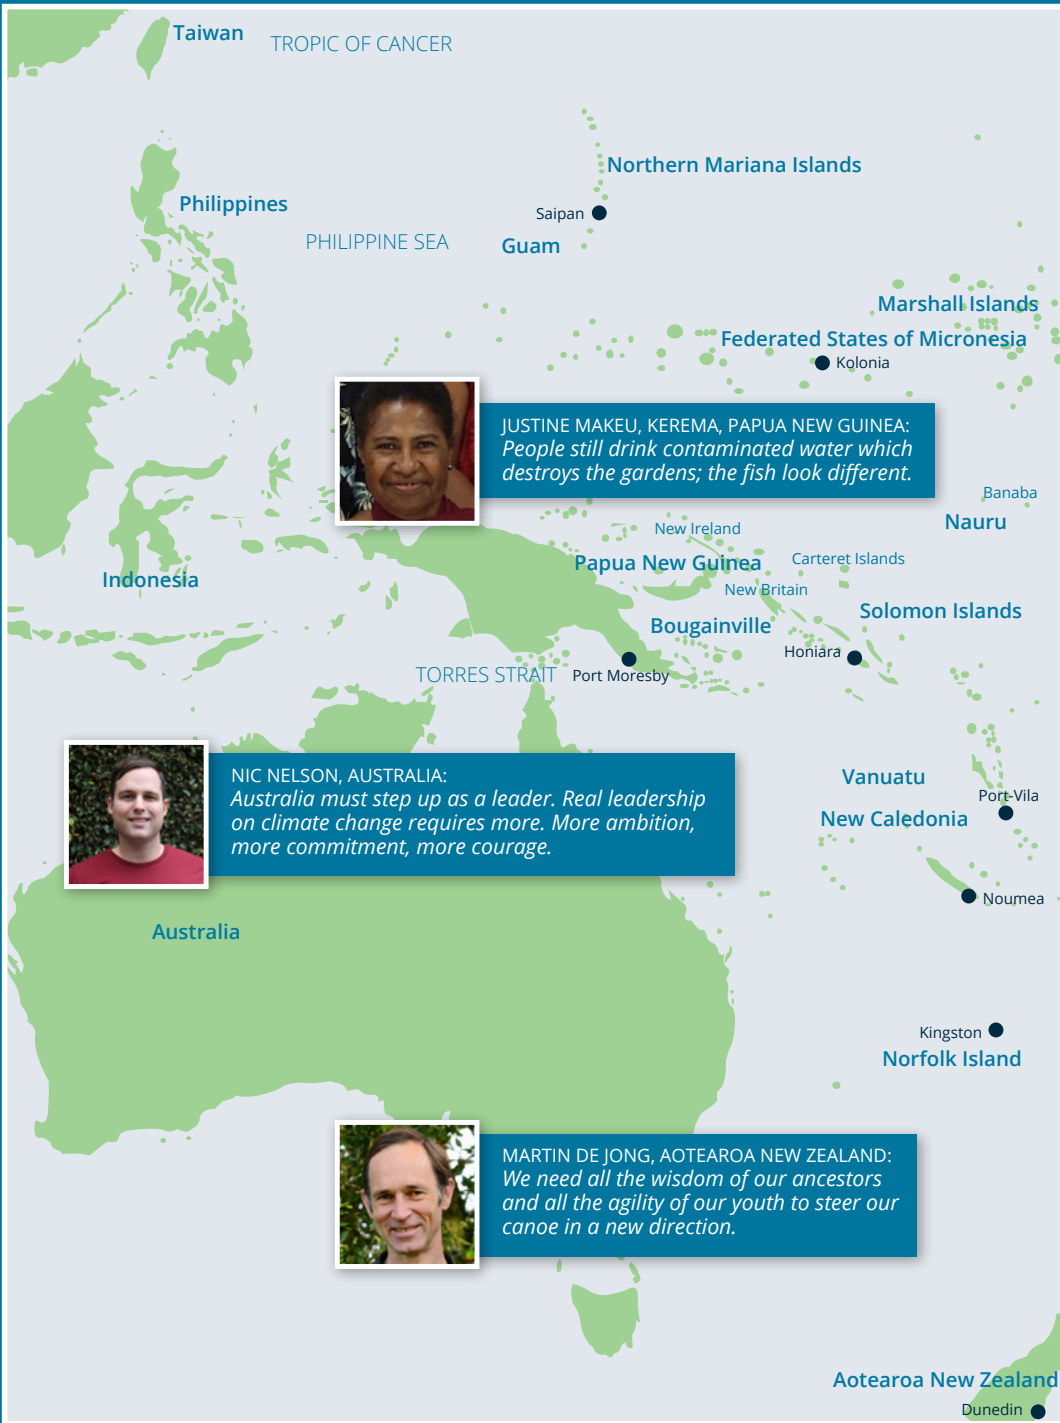 Taiwan
TROPIC OF CANCER
Northern Mariana Islands
Philippines
Saipan
PHILIPPINE SEA
Guam
Marshall Islands
Federated States of Micronesia
Kolonia
JUSTINE MAKEU, KEREMA, PAPUA NEW GUINEA:
People still drink contaminated water which
destroys the gardens; the fish look different.
Banaba
Nauru
New Ireland
Papua New Guinea
Carteret Islands
Indonesia
New Britain
Solomon Islands
Bougainville
Honiara
TORRES STRAIT
Port Moresby
NIC NELSON, AUSTRALIA:
Australia must step up as a leader. Real leadership
on climate change requires more. More ambition,
more commitment, more courage.
Vanuatu
Port-Vila
New Caledonia
Noumea
Australia
Kingston
Norfolk Island
MARTIN DE JONG, AOTEAROA NEW ZEALAND:
We need all the wisdom of our ancestors
and all the agility of our youth to steer our
canoe in a new direction.
Aotearoa New Zealand
Dunedin